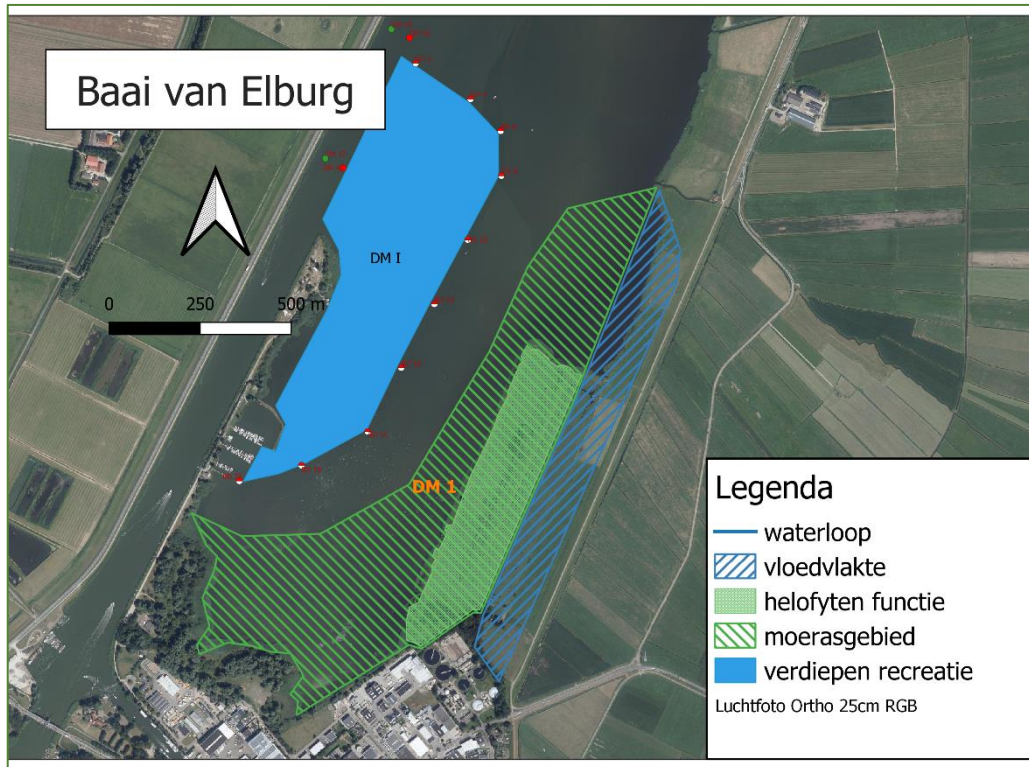 Baai van Elburg
DM I
0 250 500 m
DM 1
Legenda
waterloop
vloedvlakte
helofyten functie
moerasgebied
verdiepen recreatie
Luchtfoto Ortho 25cm RGB